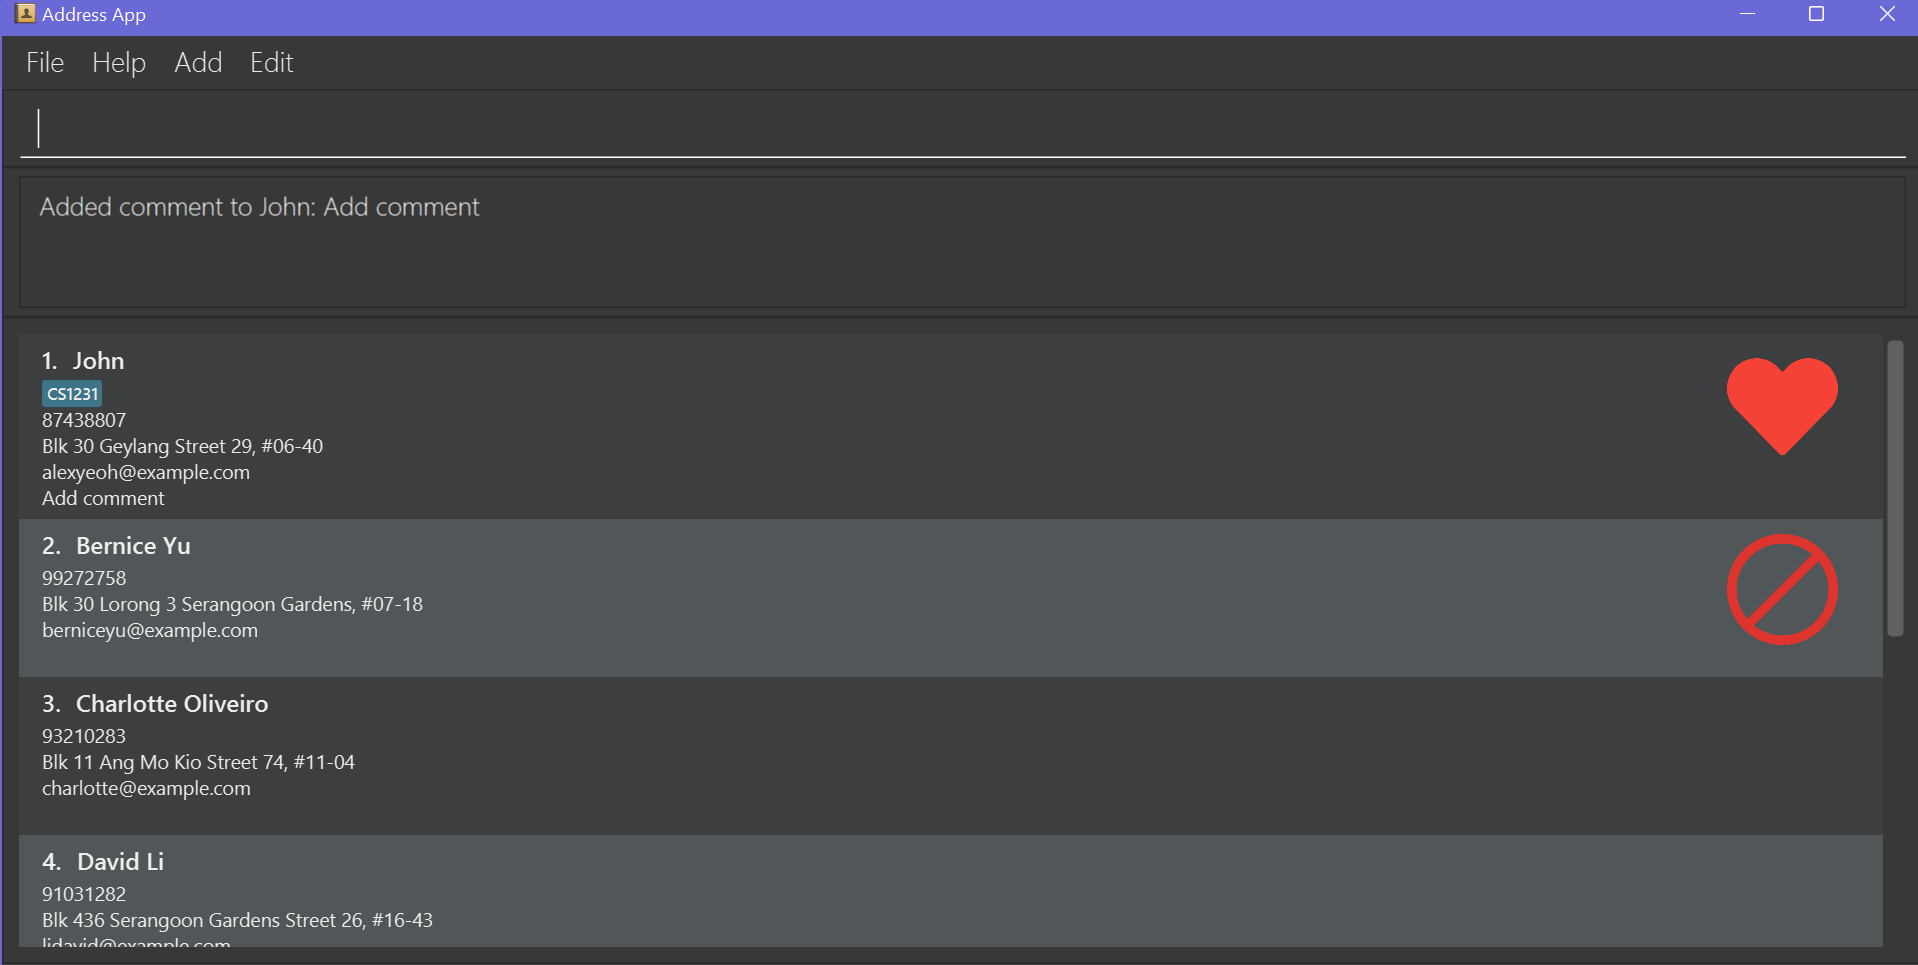 Address App
File Help Add Edit
Added comment to John: Add comment
1. John
CS1231
87438807
Blk 30 Geylang Street 29, #06-40
alexyeoh@example.com
Add comment
2. Bernice Yu
99272758
Blk 30 Lorong 3 Serangoon Gardens, #07-18
berniceyu@example.com
3. Charlotte Oliveiro
93210283
Blk 11 Ang Mo Kio Street 74, #11-04
charlotte@example.com
4. David Li
91031282
Blk 436 Serangoon Gardens Street 26, #16-43
lidavid@example.com